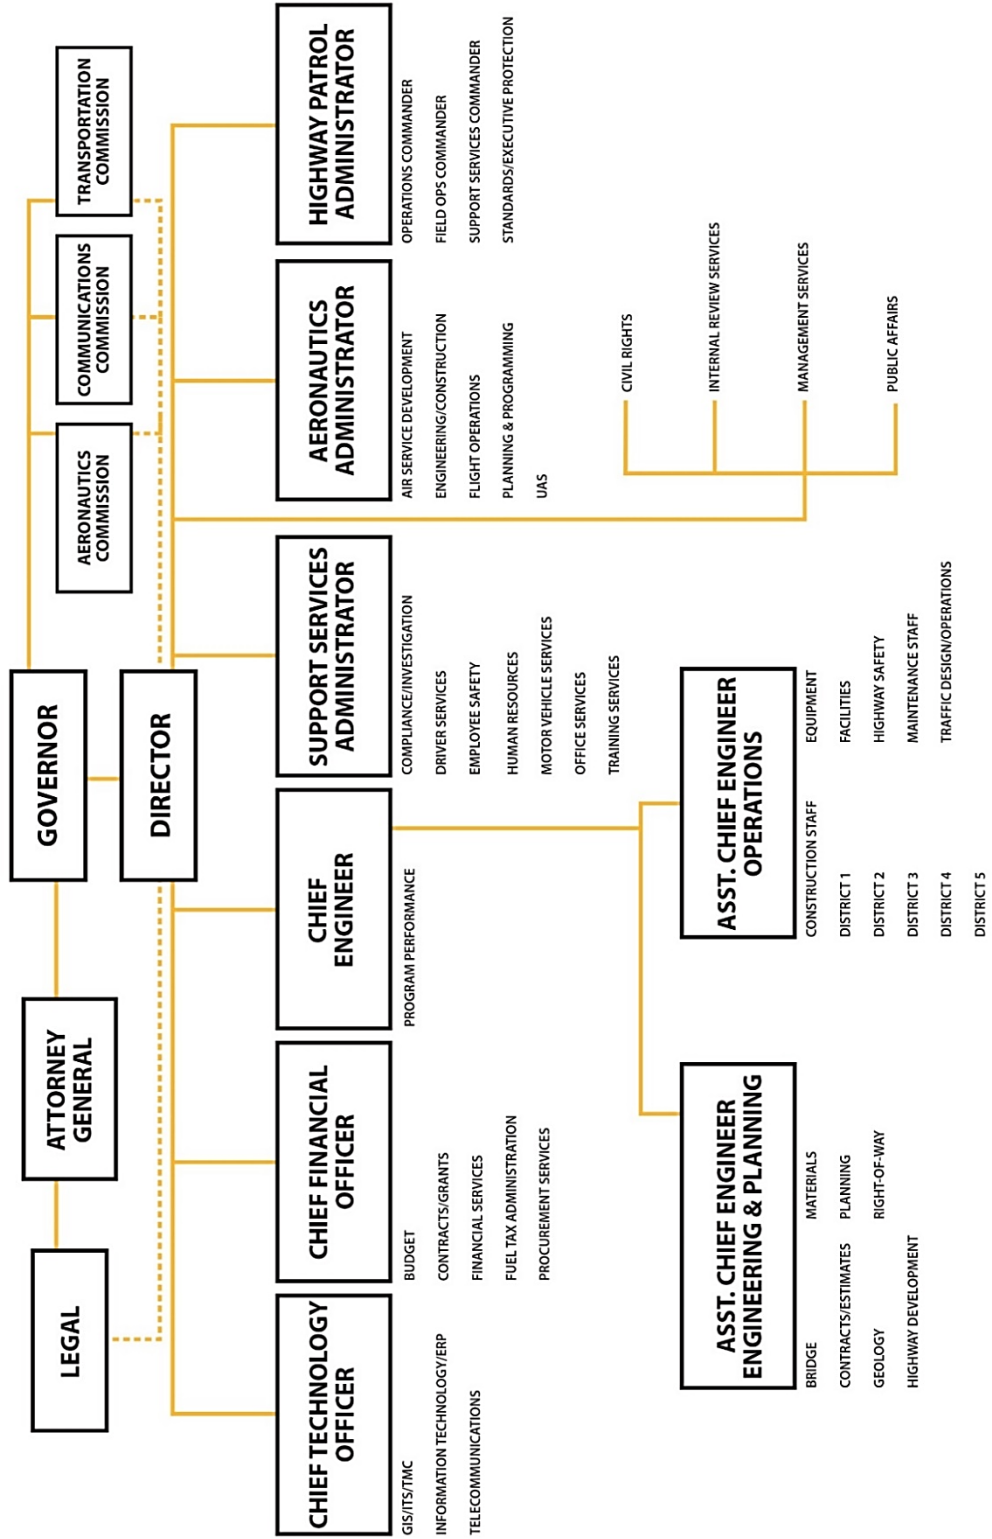 GOVERNOR
ATTORNEY
GENERAL
LEGAL
AERONAUTICS
COMMISSION
COMMUNICATIONS
COMMISSION
TRANSPORTATION
COMMISSION
DIRECTOR
CHIEF TECHNOLOGY
OFFICER
GIS/ITS/TMC
INFORMATION TECHNOLOGY/ERP
TELECOMMUNICATIONS
CHIEF FINANCIAL
OFFICER
BUDGET
CONTRACTS/GRANTS
FINANCIAL SERVICES
FUEL TAX ADMINISTRATION
PROCUREMENT SERVICES
CHIEF
ENGINEER
PROGRAM PERFORMANCE
SUPPORT SERVICES
ADMINISTRATOR
COMPLIANCE/INVESTIGATION
DRIVER SERVICES
EMPLOYEE SAFETY
HUMAN RESOURCES
MOTOR VEHICLE SERVICES
OFFICE SERVICES
TRAINING SERVICES
AERONAUTICS
ADMINISTRATOR
AIR SERVICE DEVELOPMENT
ENGINEERING/CONSTRUCTION
FLIGHT OPERATIONS
PLANNING & PROGRAMMING
UAS
HIGHWAY PATROL
ADMINISTRATOR
OPERATIONS COMMANDER
FIELD OPS COMMANDER
SUPPORT SERVICES COMMANDER
STANDARDS/EXECUTIVE PROTECTION
CIVIL RIGHTS
INTERNAL REVIEW SERVICES
MANAGEMENT SERVICES
PUBLIC AFFAIRS
ASST. CHIEF ENGINEER
ENGINEERING & PLANNING
BRIDGE
CONTRACTS/ESTIMATES
GEOLOGY
HIGHWAY DEVELOPMENT
MATERIALS
PLANNING
RIGHT-OF-WAY
ASST. CHIEF ENGINEER
OPERATIONS
CONSTRUCTION STAFF
DISTRICT 1
DISTRICT 2
DISTRICT 3
DISTRICT 4
DISTRICT 5
EQUIPMENT
FACILITIES
HIGHWAY SAFETY
MAINTENANCE STAFF
TRAFFIC DESIGN/OPERATIONS